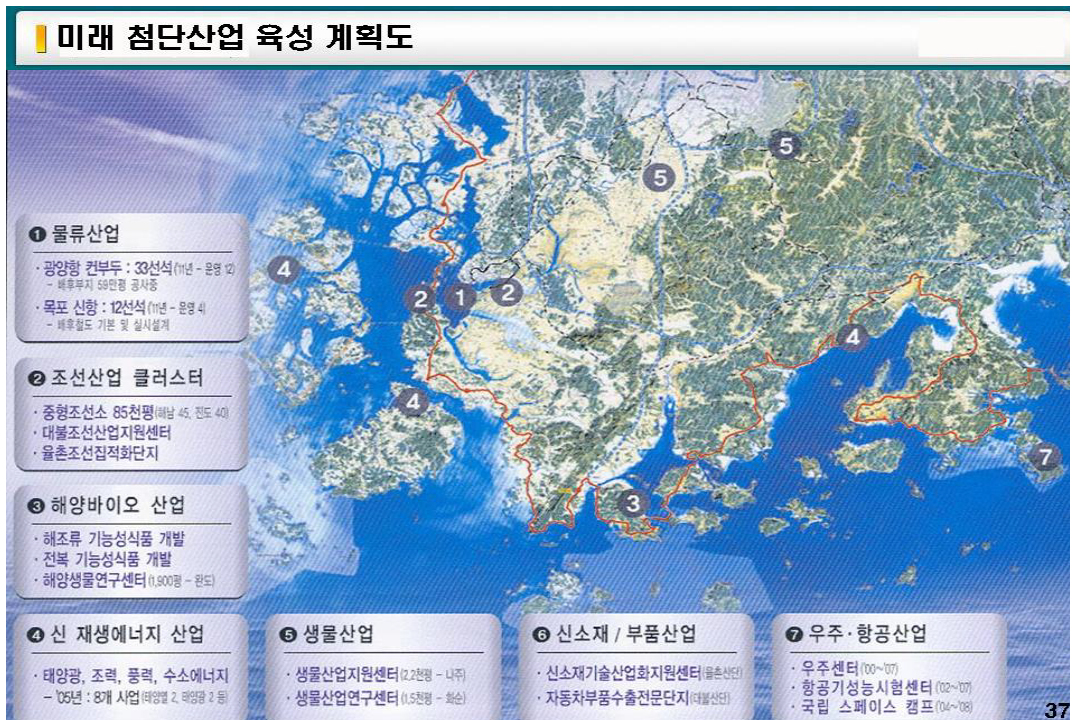 미래 첨단산업 육성 계획도
❶ 물류산업
· 광양항 컨부두 : 33선석('11년 - 운영 12)
- 배후부지 59만평 공사중
· 목포 신항 : 12선석('11년 - 운영 4)
- 배후철도 기본 및 실시설계
❷ 조선산업 클러스터
· 중형조선소 85천평(해남 45, 진도 40)
· 대불조선산업지원센터
· 율촌조선집적화단지
❸ 해양바이오 산업
· 해조류 기능성식품 개발
· 전복 기능성식품 개발
· 해양생물연구센터(1,900평 - 완도)
❹ 신 재생에너지 산업
· 태양광, 조력, 풍력, 수소에너지
- '05년 : 8개 사업(태양열 2, 태양광 2 등)
❺ 생물산업
· 생물산업지원센터(2.2천평 - 나주)
· 생물산업연구센터(1.5천평 - 화순)
❻ 신소재 / 부품산업
· 신소재기술산업화지원센터(율촌산단)
· 자동차부품수출전문단지(대불산단)
❼ 우주·항공산업
· 우주센터('00~'07)
· 항공기성능시험센터('02~'07)
· 국립 스페이스 캠프('04~'08)
5
5
4
2
1
2
4
4
3
7
37